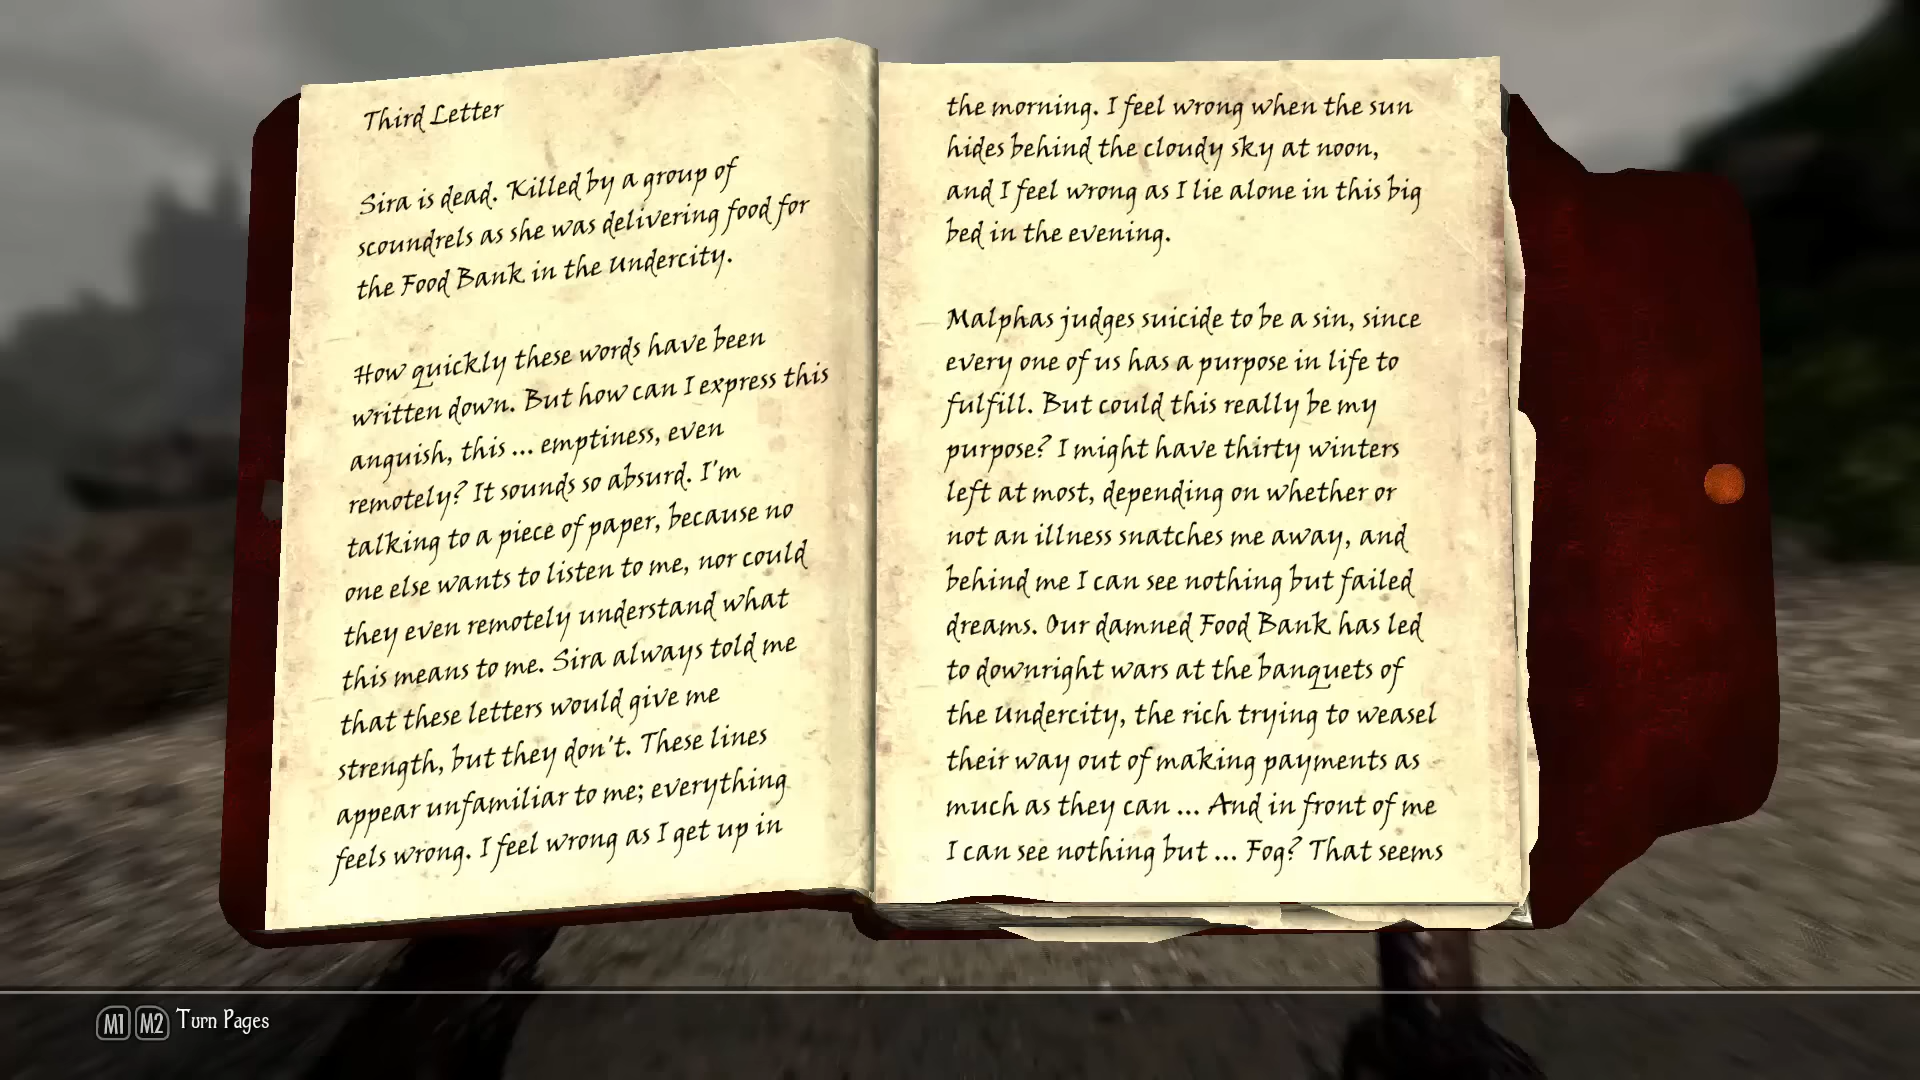 Third Letter
Sira is dead. Killed by a group of
scoundrels as she was delivering food for
the Food Bank in the Undercity.
How quickly these words have been
written down. But how can I express this
anguish, this ... emptiness, even
remotely? It sounds so absurd. I'm
talking to a piece of paper, because no
one else wants to listen to me, nor could
they even remotely understand what
this means to me. Sira always told me
that these letters would give me
strength, but they don't. These lines
appear unfamiliar to me; everything
feels wrong. I feel wrong as I get up in
the morning. I feel wrong when the sun
hides behind the cloudy sky at noon,
and I feel wrong as I lie alone in this big
bed in the evening.
Malphas judges suicide to be a sin, since
every one of us has a purpose in life to
fulfill. But could this really be my
purpose? I might have thirty winters
left at most, depending on whether or
not an illness snatches me away, and
behind me I can see nothing but failed
dreams. Our damned Food Bank has led
to downright wars at the banquets of
the Undercity, the rich trying to weasel
their way out of making payments as
much as they can ... And in front of me
I can see nothing but ... Fog? That seems
M1 M2 Turn Pages